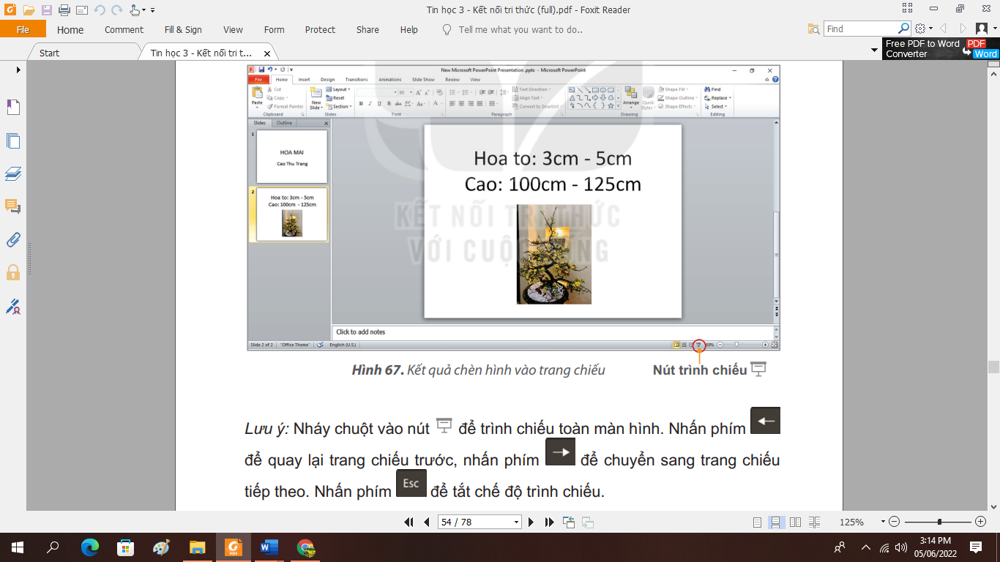 Tin học 3 - Kết nối tri thức (full).pdf - Foxit Reader
File Home Comment Fill & Sign View Form Protect Share Help Tell me what you want to do.. Find
Start Tin học 3 - Kết nối tri t... Free PDF to Word Converter PDF Word
New Microsoft PowerPoint Presentation .pptx - Microsoft PowerPoint
File Home Insert Design Transitions Animations Slide Show Review View
Cut Layout Text Direction Shape Fill Find
Paste Copy New Slide Reset 60 Align Text Arrange Quick Styles Shape Outline Replace
Format Painter Section Convert to SmartArt Shape Effects Select
Clipboard Slides Font Paragraph Drawing Editing
Slides Outline
1
HOA MAI
Cao Thu Trang
2
Hoa to: 3cm - 5cm
Cao: 100cm - 125cm
Hoa to: 3cm - 5cm
Cao: 100cm - 125cm
KẾT NỐI TRI THỨC
VỚI CUỘC SỐNG
Click to add notes
Slide 2 of 2 "Office Theme" English (U.S.) 69%
Hình 67. Kết quả chèn hình vào trang chiếu Nút trình chiếu
Lưu ý: Nháy chuột vào nút để trình chiếu toàn màn hình. Nhấn phím ←
để quay lại trang chiếu trước, nhấn phím → để chuyển sang trang chiếu
tiếp theo. Nhấn phím Esc để tắt chế độ trình chiếu.
54 / 78 125%
3:14 PM
05/06/2022